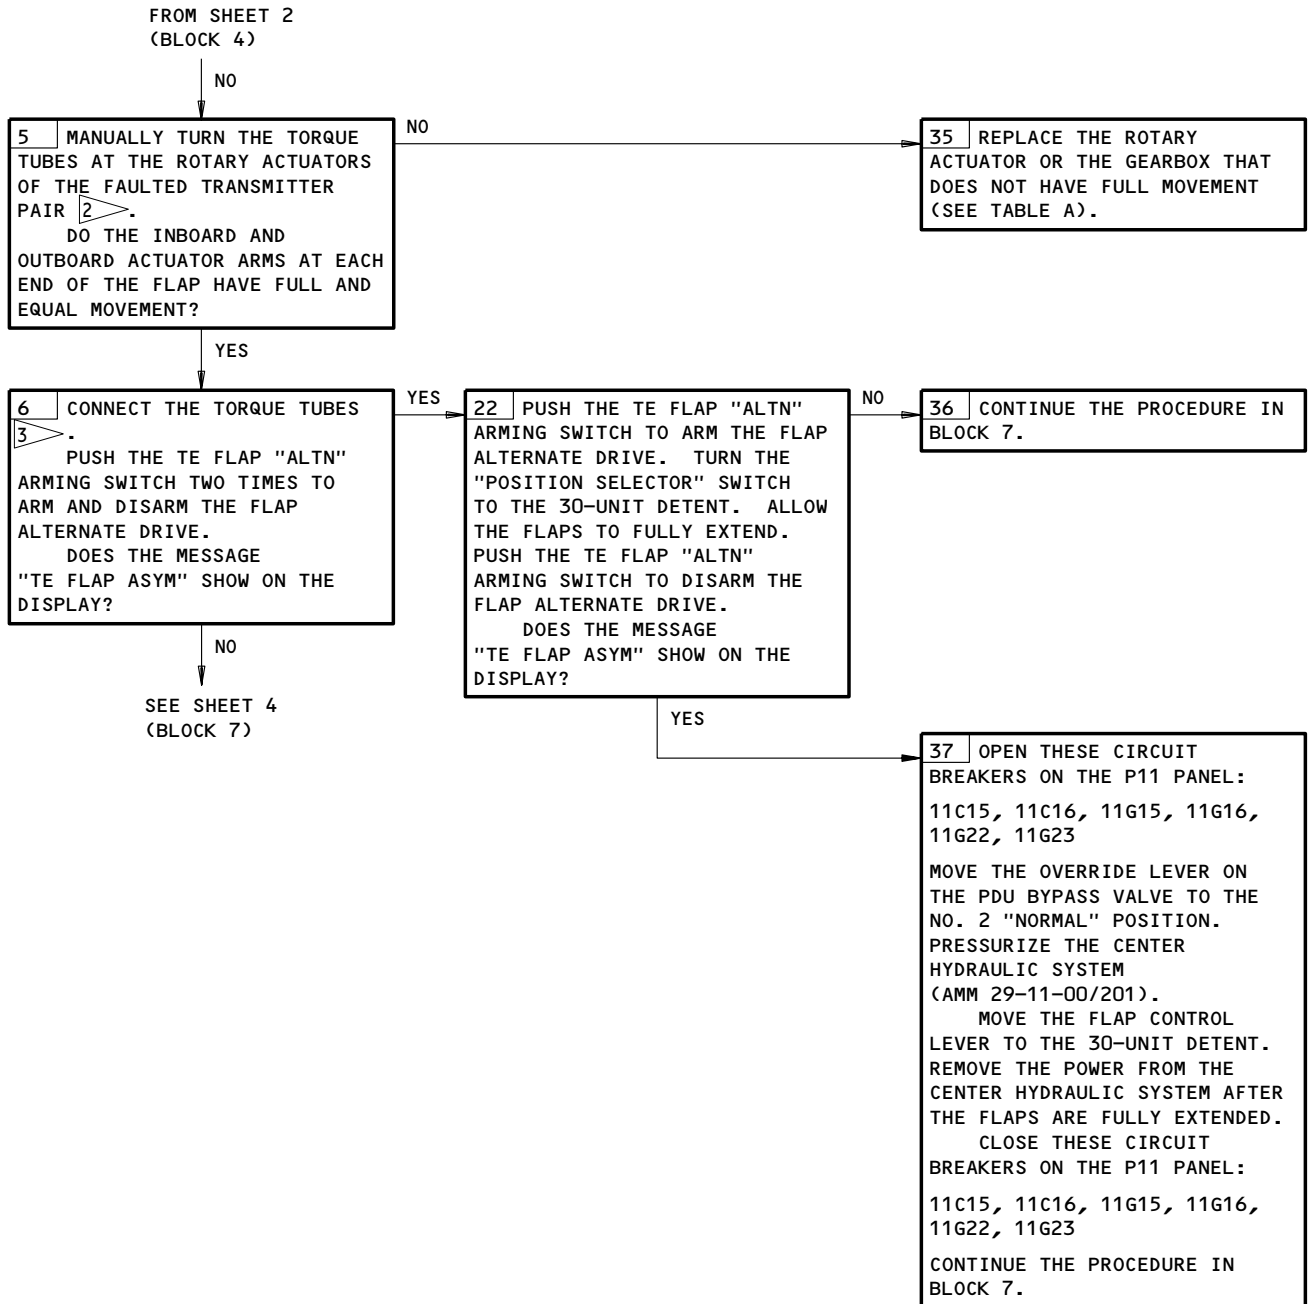 FROM SHEET 2
(BLOCK 4)
NO
5 MANUALLY TURN THE TORQUE
TUBES AT THE ROTARY ACTUATORS
OF THE FAULTED TRANSMITTER
PAIR 2.
DO THE INBOARD AND
OUTBOARD ACTUATOR ARMS AT EACH
END OF THE FLAP HAVE FULL AND
EQUAL MOVEMENT?
NO
35 REPLACE THE ROTARY
ACTUATOR OR THE GEARBOX THAT
DOES NOT HAVE FULL MOVEMENT
(SEE TABLE A).
YES
6 CONNECT THE TORQUE TUBES
3.
PUSH THE TE FLAP "ALTN"
ARMING SWITCH TWO TIMES TO
ARM AND DISARM THE FLAP
ALTERNATE DRIVE.
DOES THE MESSAGE
"TE FLAP ASYM" SHOW ON THE
DISPLAY?
YES
22 PUSH THE TE FLAP "ALTN"
ARMING SWITCH TO ARM THE FLAP
ALTERNATE DRIVE. TURN THE
"POSITION SELECTOR" SWITCH
TO THE 30-UNIT DETENT. ALLOW
THE FLAPS TO FULLY EXTEND.
PUSH THE TE FLAP "ALTN"
ARMING SWITCH TO DISARM THE
FLAP ALTERNATE DRIVE.
DOES THE MESSAGE
"TE FLAP ASYM" SHOW ON THE
DISPLAY?
NO
36 CONTINUE THE PROCEDURE IN
BLOCK 7.
NO
SEE SHEET 4
(BLOCK 7)
YES
37 OPEN THESE CIRCUIT
BREAKERS ON THE P11 PANEL:
11C15, 11C16, 11G15, 11G16,
11G22, 11G23
MOVE THE OVERRIDE LEVER ON
THE PDU BYPASS VALVE TO THE
NO. 2 "NORMAL" POSITION.
PRESSURIZE THE CENTER
HYDRAULIC SYSTEM
(AMM 29-11-00/201).
MOVE THE FLAP CONTROL
LEVER TO THE 30-UNIT DETENT.
REMOVE THE POWER FROM THE
CENTER HYDRAULIC SYSTEM AFTER
THE FLAPS ARE FULLY EXTENDED.
CLOSE THESE CIRCUIT
BREAKERS ON THE P11 PANEL:
11C15, 11C16, 11G15, 11G16,
11G22, 11G23
CONTINUE THE PROCEDURE IN
BLOCK 7.